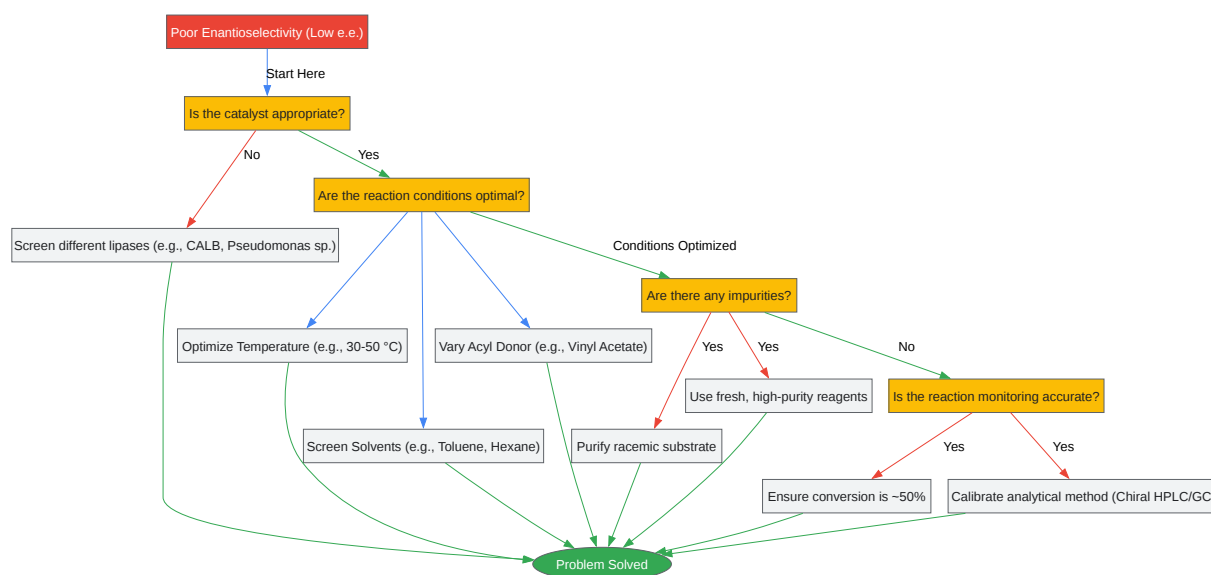 Poor Enantioselectivity (Low e.e.)
Start Here
Is the catalyst appropriate?
No
Yes
Are the reaction conditions optimal?
Screen different lipases (e.g., CALB, Pseudomonas sp.)
Conditions Optimized
Are there any impurities?
Optimize Temperature (e.g., 30-50 °C)
Vary Acyl Donor (e.g., Vinyl Acetate)
Yes
Yes
No
Use fresh, high-purity reagents
Is the reaction monitoring accurate?
Screen Solvents (e.g., Toluene, Hexane)
Purify racemic substrate
Yes
Yes
Ensure conversion is ~50%
Calibrate analytical method (Chiral HPLC/GC
Problem Solved